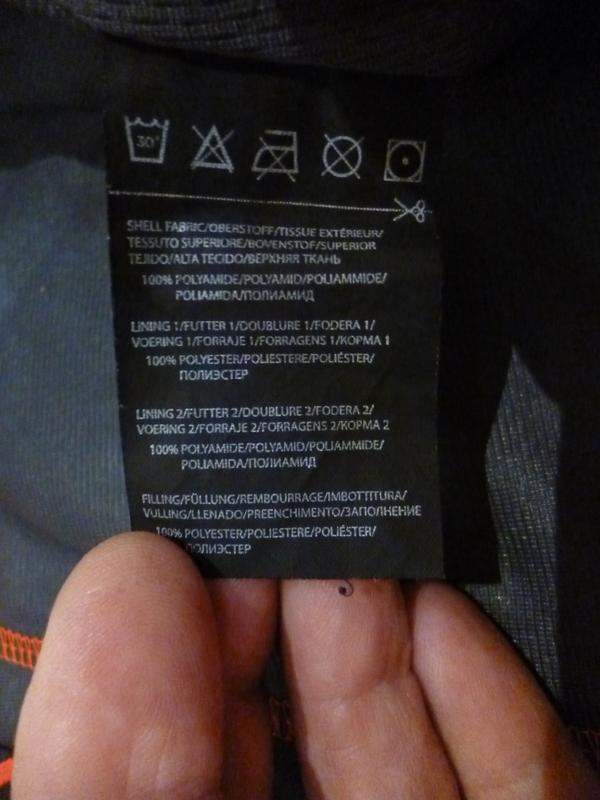 30°
SHELL FABRIC/OBERSTOFF/TISSUE EXTÉRIEUR/
TESSUTO SUPERIORE/BOVENSTOF/SUPERIOR
TEJIDO/ALTA TECIDO/ВЕРХНЯЯ ТКАНЬ
100% POLYAMIDE/POLYAMID/POLIAMMIDE/
POLIAMIDA/ПОЛИАМИД
LINING 1/FUTTER 1/DOUBLURE 1/FODERA 1/
VOERING 1/FORRAJE 1/FORRAGENS 1/КОРМА 1
100% POLYESTER/POLIESTERE/POLIÉSTER/
ПОЛИЭСТЕР
LINING 2/FUTTER 2/DOUBLURE 2/FODERA 2/
VOERING 2/FORRAJE 2/FORRAGENS 2/КОРМА 2
100% POLYAMIDE/POLYAMID/POLIAMMIDE/
POLIAMIDA/ПОЛИАМИД
FILLING/FÜLLUNG/REMBOURRAGE/IMBOTTITURA/
VULLING/LLENADO/PREENCHIMENTO/ЗАПОЛНЕНИЕ
100% POLYESTER/POLIESTERE/POLIÉSTER/
ПОЛИЭСТЕР